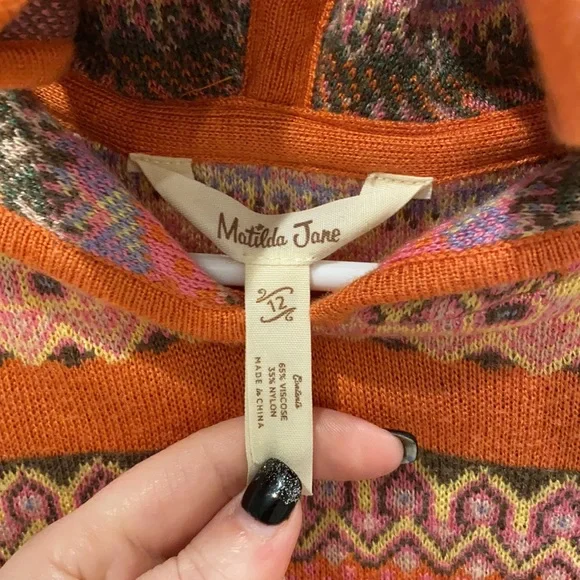 Matilda Jane
12
Contents
65% VISCOSE
35% NYLON
MADE in CHINA